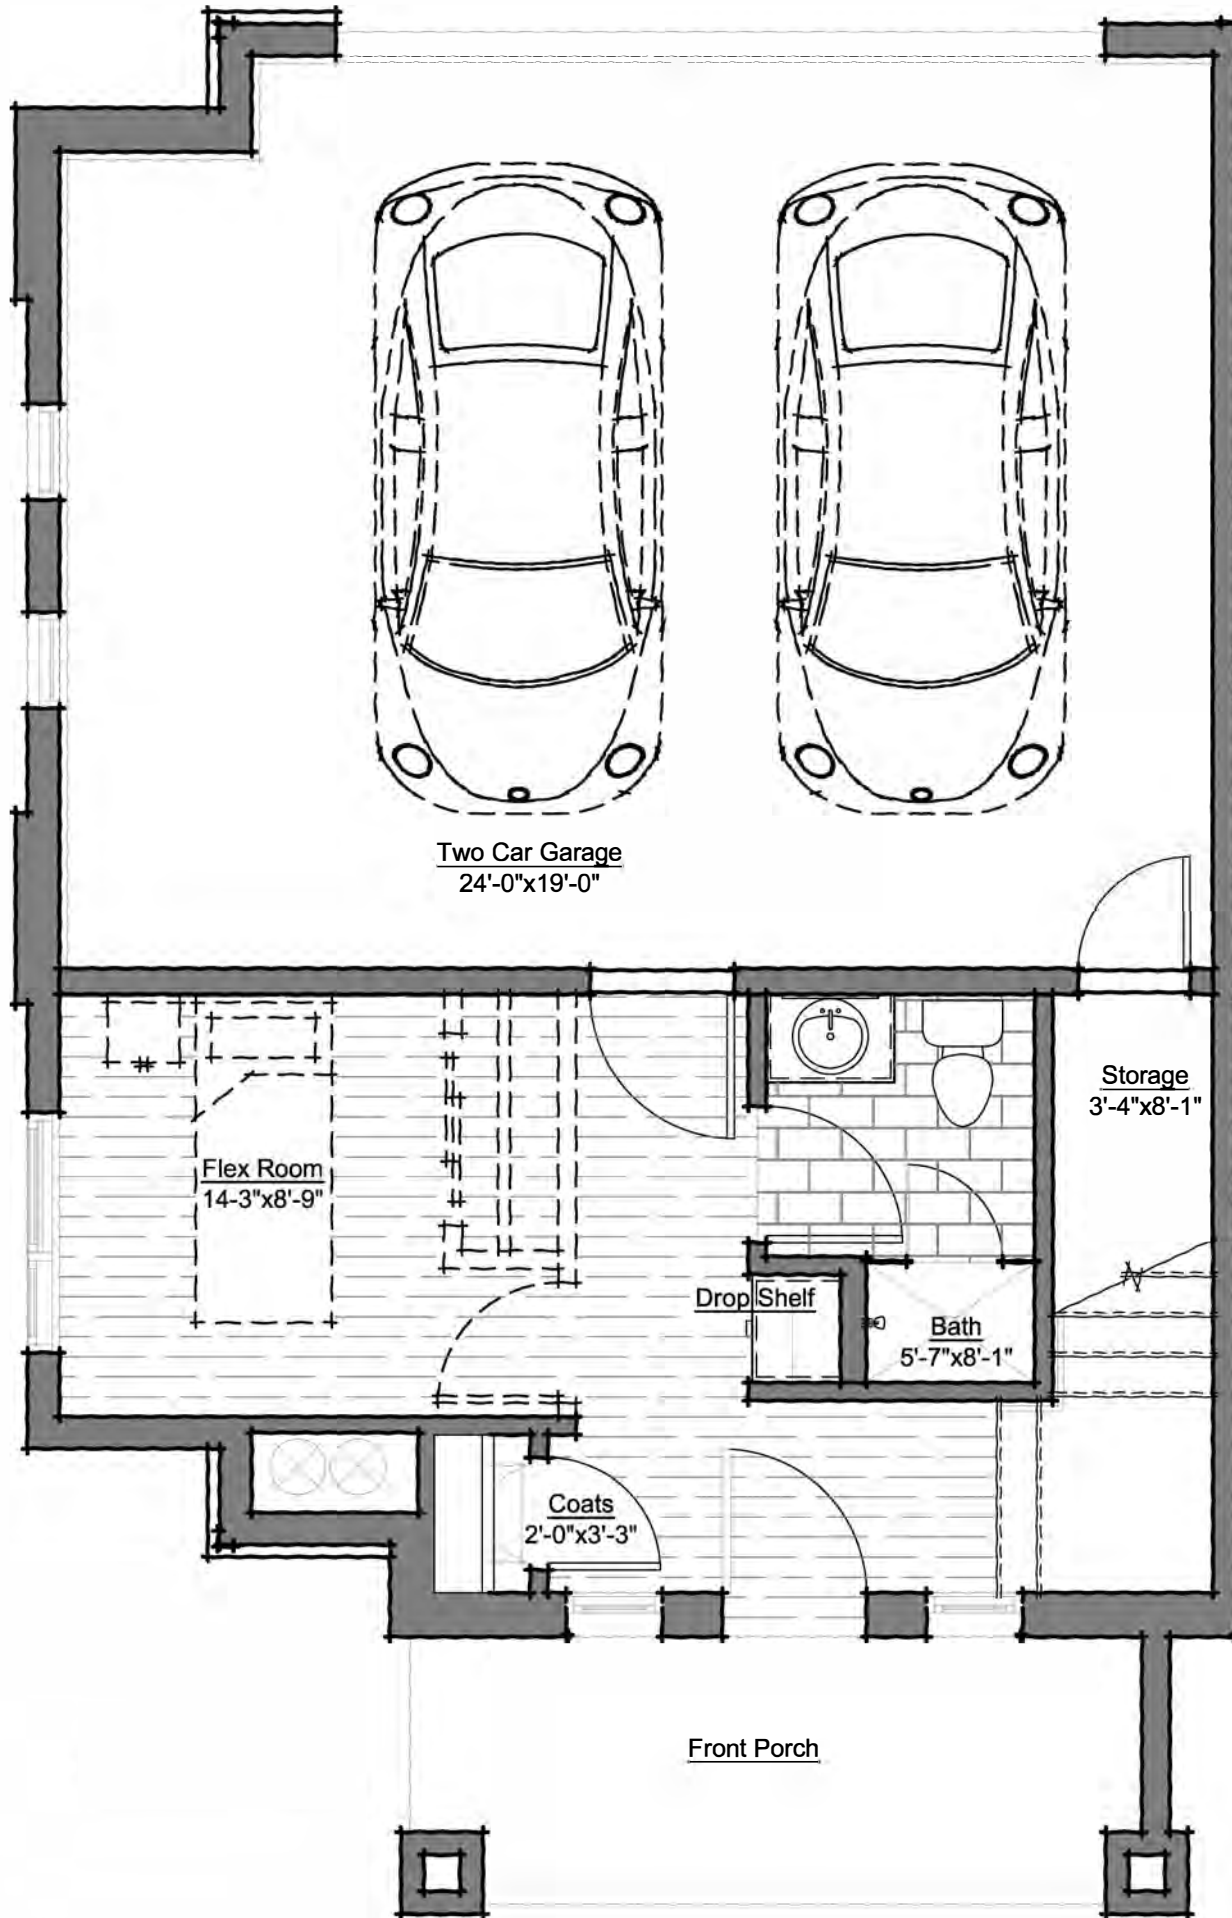 Two Car Garage
24'-0"x19'-0"
Storage
3'-4"x8'-1"
Flex Room
14-3"x8'-9"
Drop Shelf
Bath
5'-7"x8'-1"
Coats
2'-0"x3'-3"
Front Porch